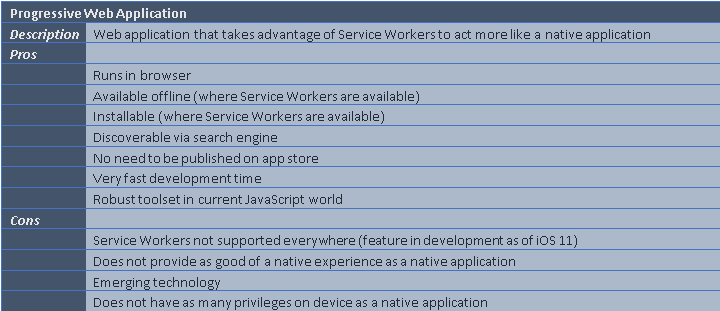 Progressive Web Application
Description Web application that takes advantage of Service Workers to act more like a native application
Pros
Runs in browser
Available offline (where Service Workers are available)
Installable (where Service Workers are available)
Discoverable via search engine
No need to be published on app store
Very fast development time
Robust toolset in current JavaScript world
Cons
Service Workers not supported everywhere (feature in development as of iOS 11)
Does not provide as good of a native experience as a native application
Emerging technology
Does not have as many privileges on device as a native application